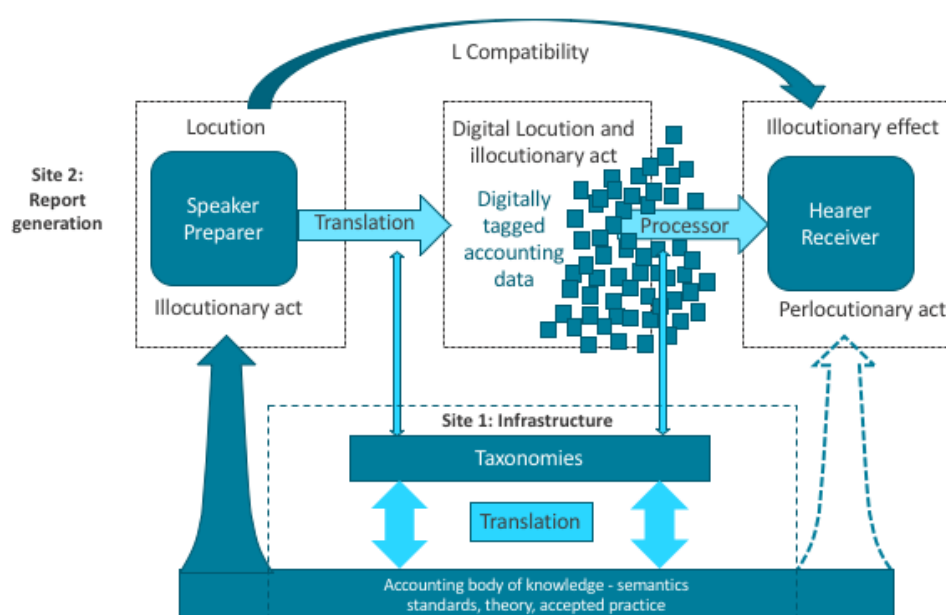 L Compatibility
Site 2:
Report
generation
Locution
Speaker
Preparer
Illocutionary act
Translation
Digital Locution and
illocutionary act
Digitally
tagged
accounting
data
Processor
Illocutionary effect
Hearer
Receiver
Perlocutionary act
Site 1: Infrastructure
Taxonomies
Translation
Accounting body of knowledge - semantics
standards, theory, accepted practice